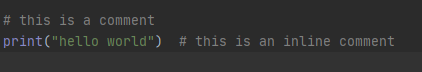 # this is a comment
print("hello world")  # this is an inline comment